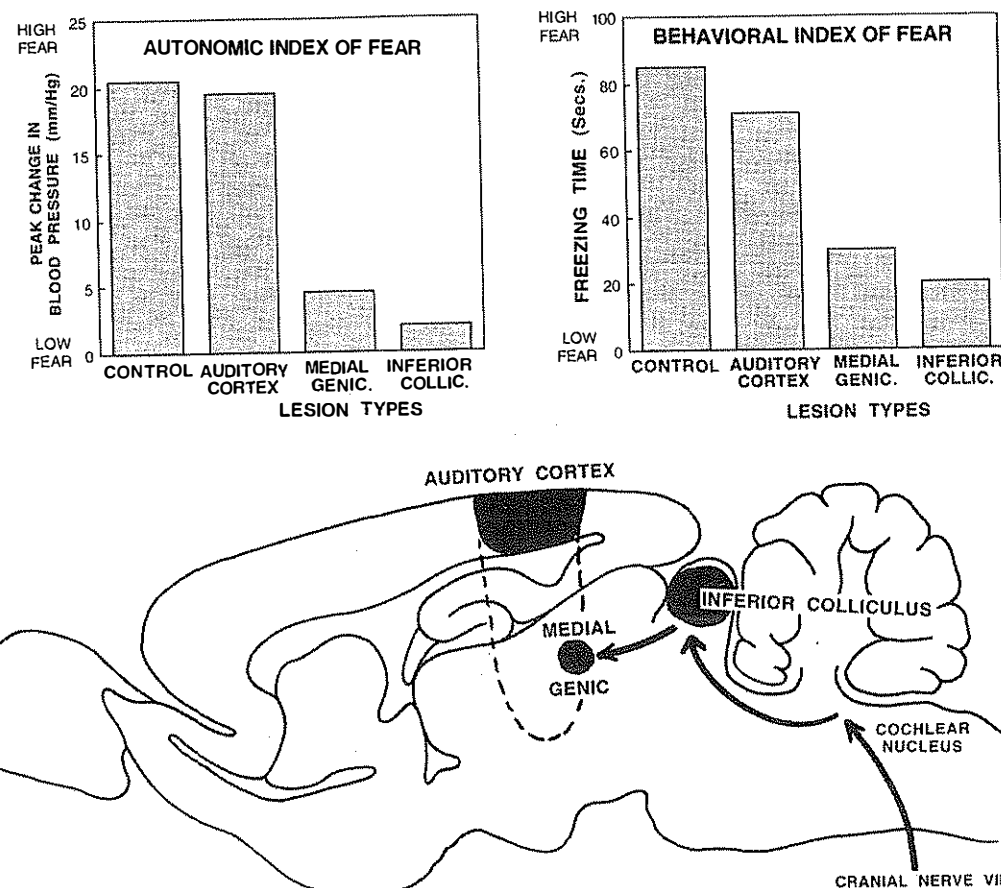 HIGH
FEAR
25
AUTONOMIC INDEX OF FEAR
20
15
10
5
0
PEAK CHANGE IN
BLOOD PRESSURE (mm/Hg)
LOW
FEAR
CONTROL
AUDITORY
CORTEX
MEDIAL
GENIC.
INFERIOR
COLLIC.
LESION TYPES
HIGH
FEAR
100
BEHAVIORAL INDEX OF FEAR
80
60
40
20
0
FREEZING TIME (Secs.)
LOW
FEAR
CONTROL
AUDITORY
CORTEX
MEDIAL
GENIC.
INFERIOR
COLLIC.
LESION TYPES
AUDITORY CORTEX
INFERIOR COLLICULUS
MEDIAL
GENIC
COCHLEAR
NUCLEUS
CRANIAL NERVE